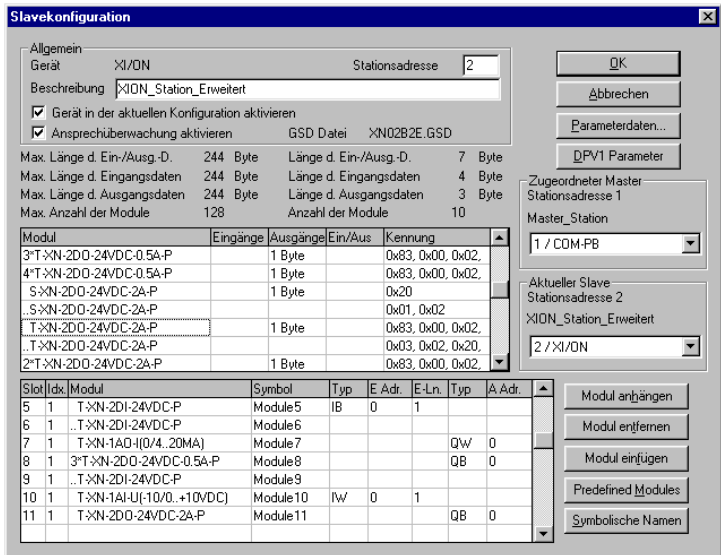 Slavekonfiguration
Allgemein
Gerät XI/ON Stationsadresse 2
Beschreibung XION_Station_Erweitert
Gerät in der aktuellen Konfiguration aktivieren
Ansprechüberwachung aktivieren GSD Datei XN02B2E.GSD
Max. Länge d. Ein-/Ausg.-D. 244 Byte Länge d. Ein-/Ausg.-D. 7 Byte
Max. Länge d. Eingangsdaten 244 Byte Länge d. Eingangsdaten 4 Byte
Max. Länge d. Ausgangsdaten 244 Byte Länge d. Ausgangsdaten 3 Byte
Max. Anzahl der Module 128 Anzahl der Module 10
OK
Abbrechen
Parameterdaten...
DPV1 Parameter
Zugeordneter Master
Stationsadresse 1
Master_Station
1 / COM-PB
Aktueller Slave
Stationsadresse 2
XION_Station_Erweitert
2 / XI/ON
Modul Eingänge Ausgänge Ein/Aus Kennung
3*T-XN-2DO-24VDC-0.5A-P 1 Byte 0x83, 0x00, 0x02,
4*T-XN-2DO-24VDC-0.5A-P 1 Byte 0x83, 0x00, 0x02,
S-XN-2DO-24VDC-2A-P 1 Byte 0x20
..S-XN-2DO-24VDC-2A-P 0x01, 0x02
T-XN-2DO-24VDC-2A-P 1 Byte 0x83, 0x00, 0x02,
..T-XN-2DO-24VDC-2A-P 0x03, 0x02, 0x20,
2*T-XN-2DO-24VDC-2A-P 1 Byte 0x83, 0x00, 0x02,
Slot Idx. Modul Symbol Typ E Adr. E-Ln. Typ A Adr.
5 1 T-XN-2DI-24VDC-P Module5 IB 0 1
6 1 ..T-XN-2DI-24VDC-P Module6
7 1 T-XN-1AO-I(0/4..20MA) Module7 QW 0
8 1 3*T-XN-2DO-24VDC-0.5A-P Module8 QB 0
9 1 ..T-XN-2DI-24VDC-P Module9
10 1 T-XN-1AI-U(-10/0..+10VDC) Module10 IW 0 1
11 1 T-XN-2DO-24VDC-2A-P Module11 QB 0
Modul anhängen
Modul entfernen
Modul einfügen
Predefined Modules
Symbolische Namen